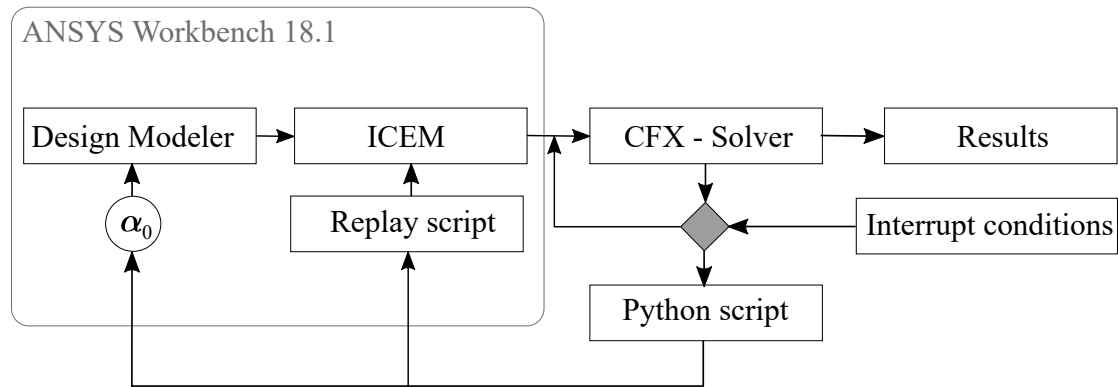 ANSYS Workbench 18.1
Design Modeler
ICEM
CFX - Solver
Results
α₀
Replay script
Interrupt conditions
Python script